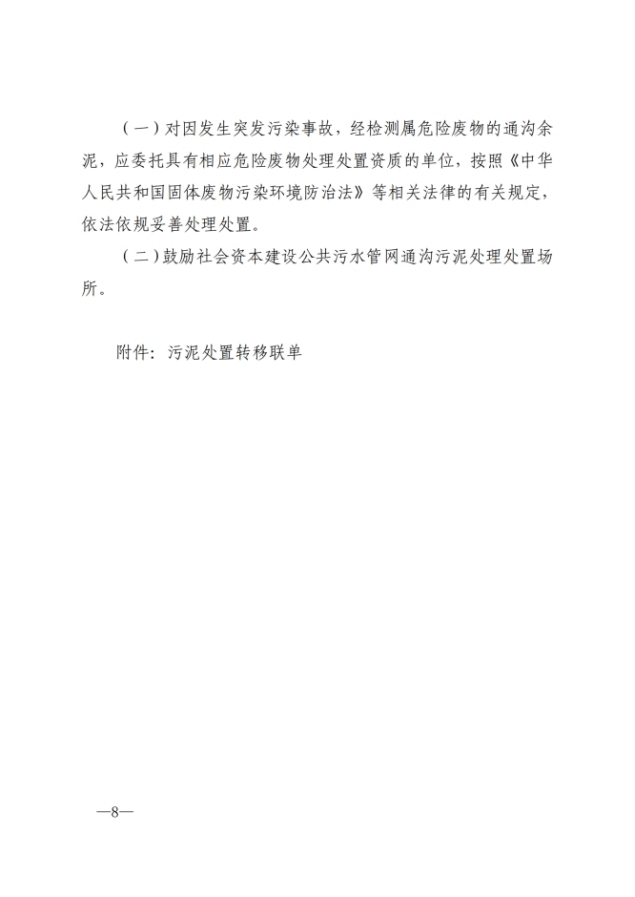 （一）对因发生突发污染事故，经检测属危险废物的通沟余
泥，应委托具有相应危险废物处理处置资质的单位，按照《中华
人民共和国固体废物污染环境防治法》等相关法律的有关规定，
依法依规妥善处理处置。
（二）鼓励社会资本建设公共污水管网通沟污泥处理处置场
所。
附件：污泥处置转移联单
—8—